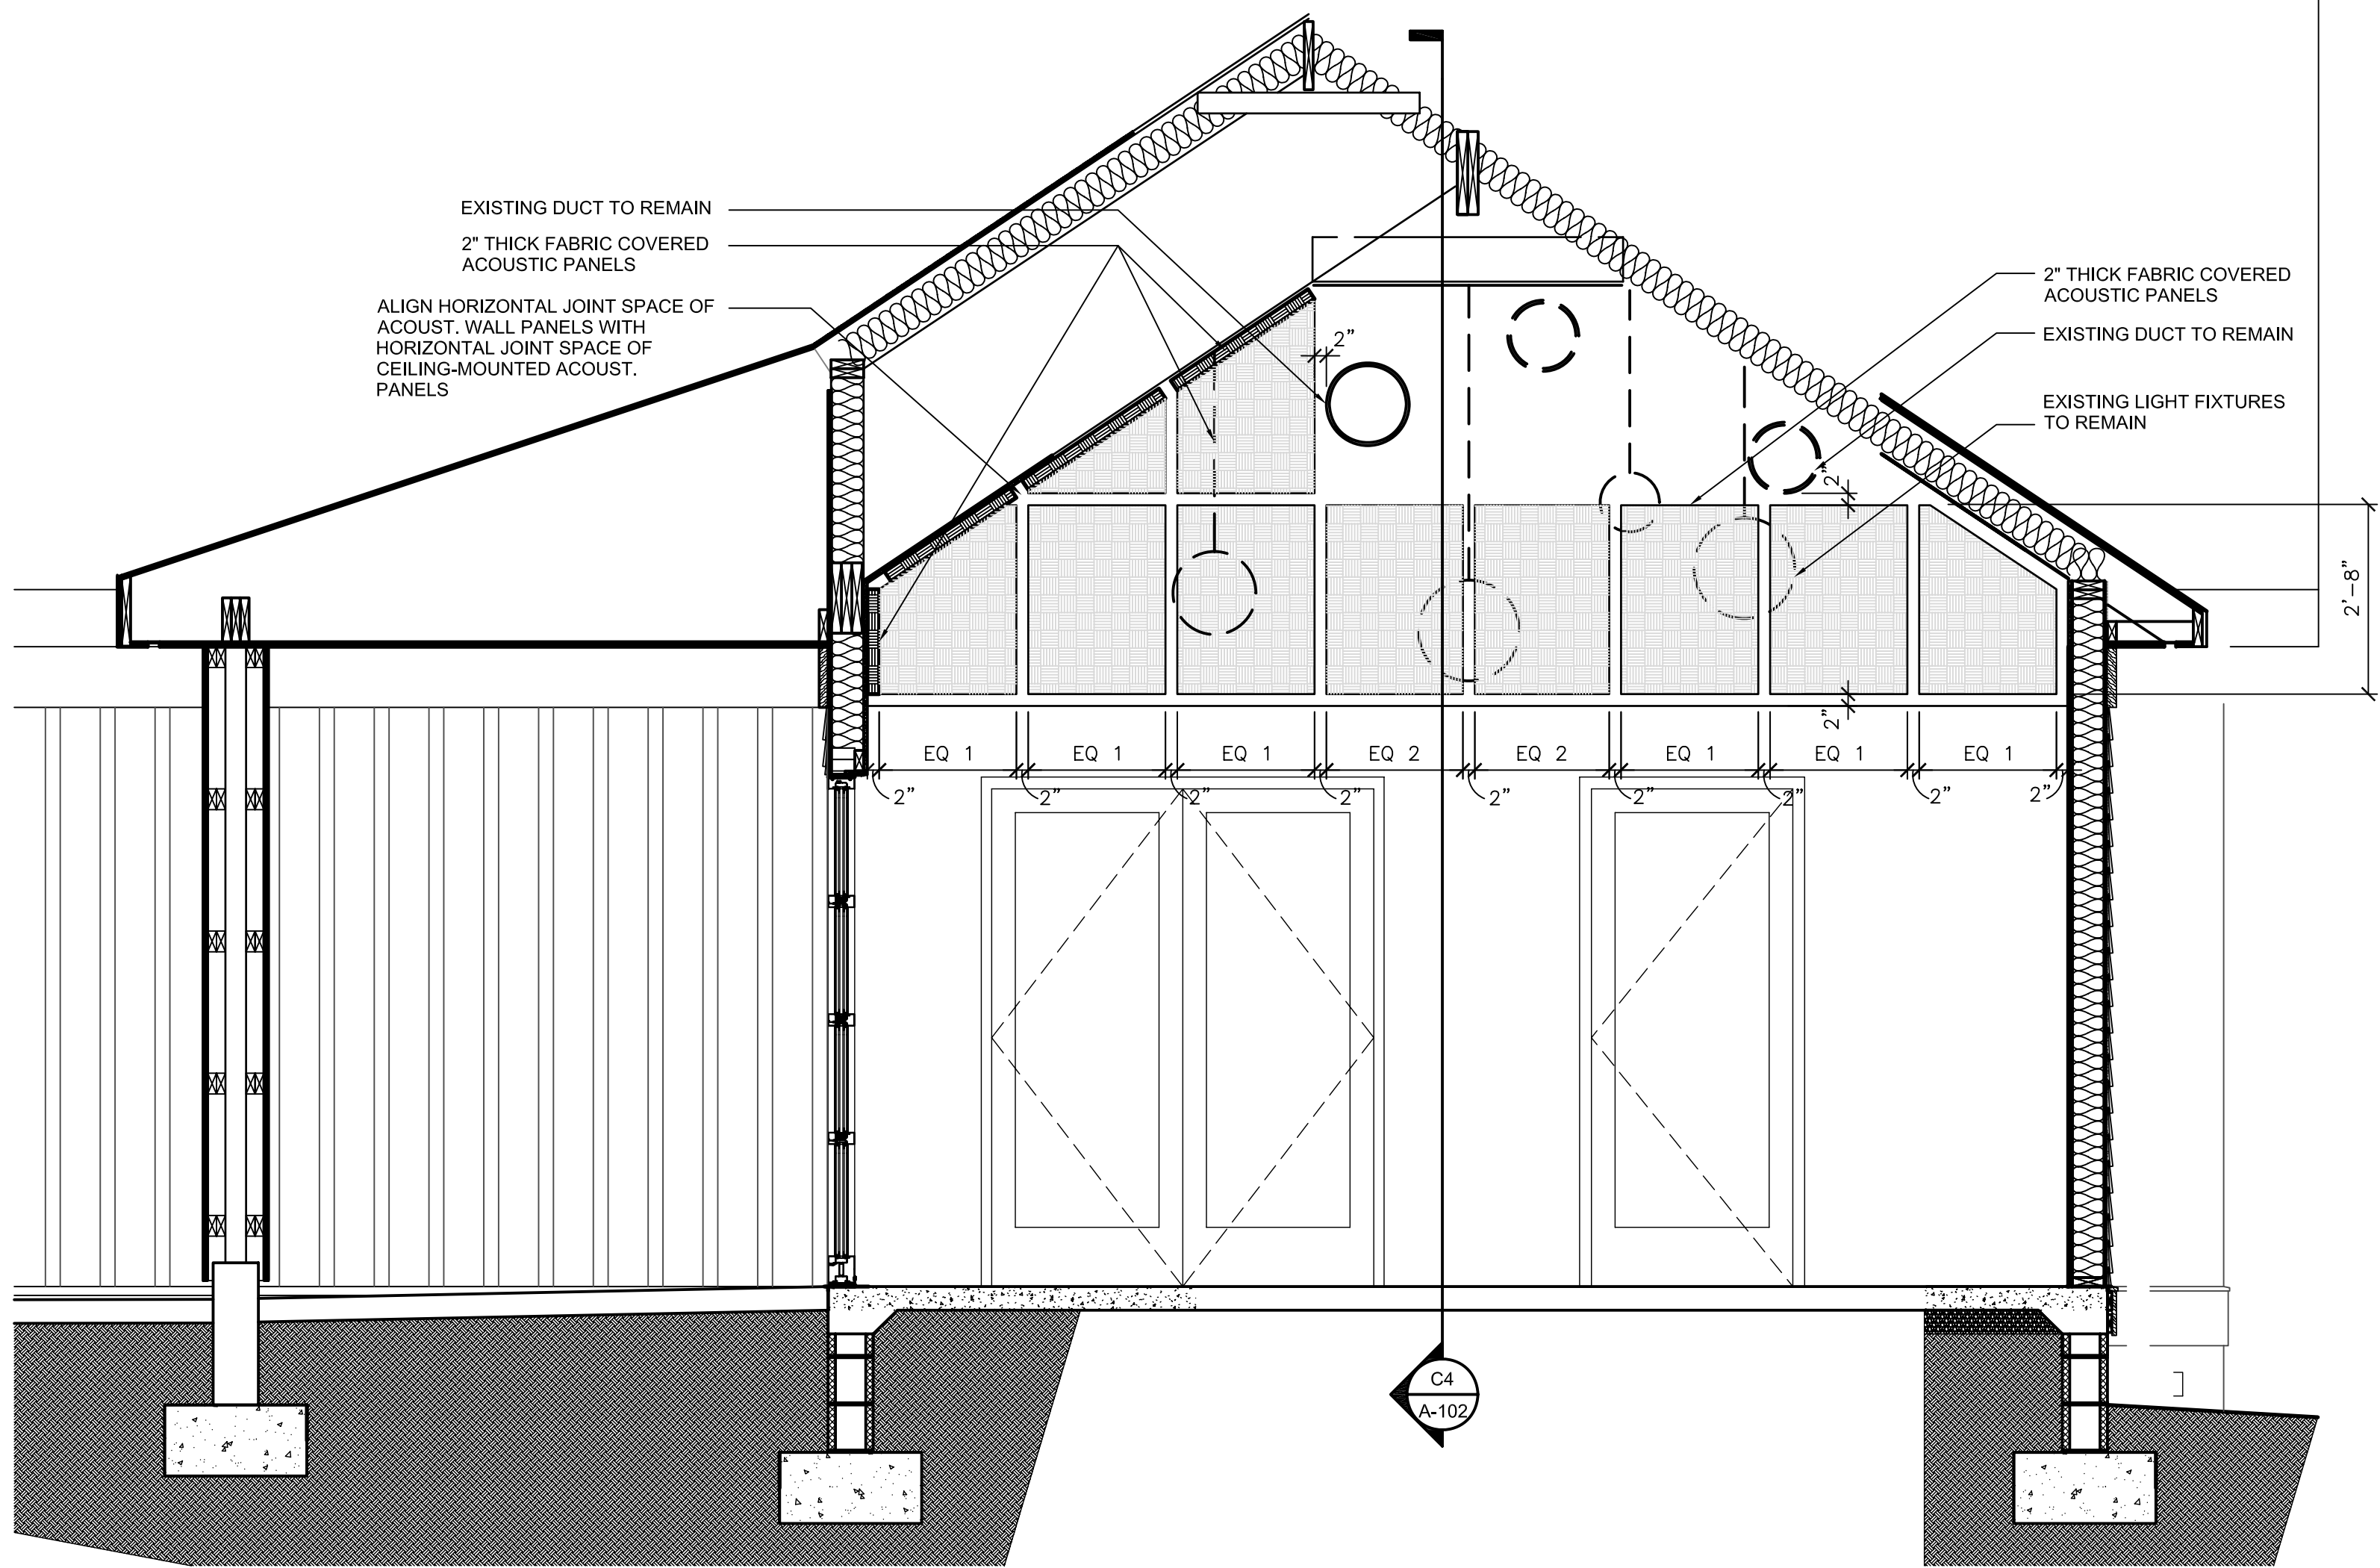 EXISTING DUCT TO REMAIN
2" THICK FABRIC COVERED
ACOUSTIC PANELS
ALIGN HORIZONTAL JOINT SPACE OF
ACOUST. WALL PANELS WITH
HORIZONTAL JOINT SPACE OF
CEILING-MOUNTED ACOUST.
PANELS
2"
2" THICK FABRIC COVERED
ACOUSTIC PANELS
EXISTING DUCT TO REMAIN
EXISTING LIGHT FIXTURES
TO REMAIN
2"
2'-8"
2"
EQ 1 EQ 1 EQ 1 EQ 2 EQ 2 EQ 1 EQ 1 EQ 1
2" 2" 2" 2" 2" 2" 2" 2" 2"
C4
A-102